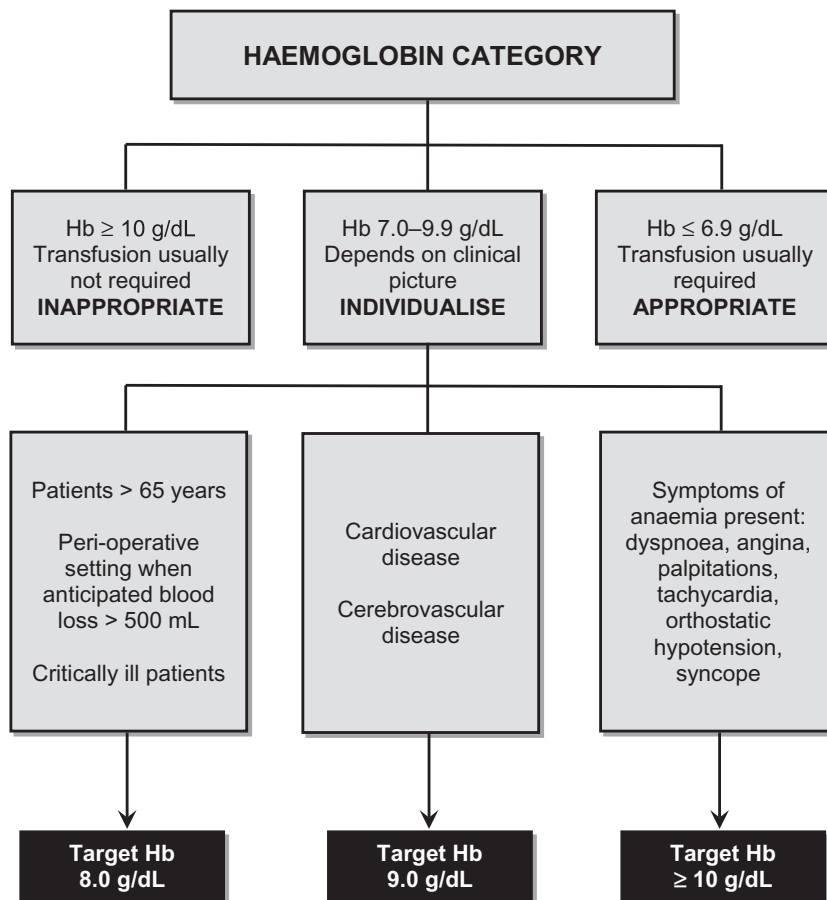 HAEMOGLOBIN CATEGORY
Hb ≥ 10 g/dL
Transfusion usually
not required
INAPPROPRIATE
Hb 7.0–9.9 g/dL
Depends on clinical
picture
INDIVIDUALISE
Hb ≤ 6.9 g/dL
Transfusion usually
required
APPROPRIATE
Patients > 65 years
Peri-operative
setting when
anticipated blood
loss > 500 mL
Critically ill patients
Cardiovascular
disease
Cerebrovascular
disease
Symptoms of
anaemia present:
dyspnoea, angina,
palpitations,
tachycardia,
orthostatic
hypotension,
syncope
Target Hb
8.0 g/dL
Target Hb
9.0 g/dL
Target Hb
≥ 10 g/dL